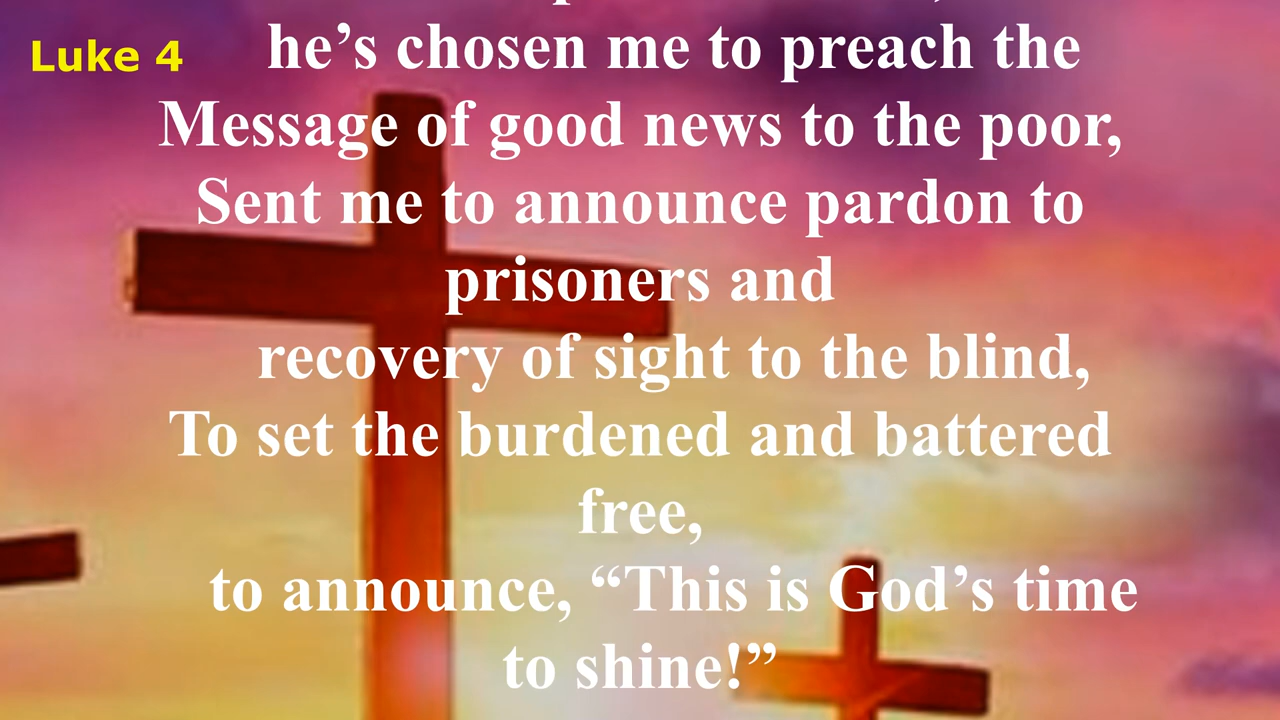 Luke 4
he’s chosen me to preach the
Message of good news to the poor,
Sent me to announce pardon to
prisoners and
recovery of sight to the blind,
To set the burdened and battered
free,
to announce, “This is God’s time
to shine!”